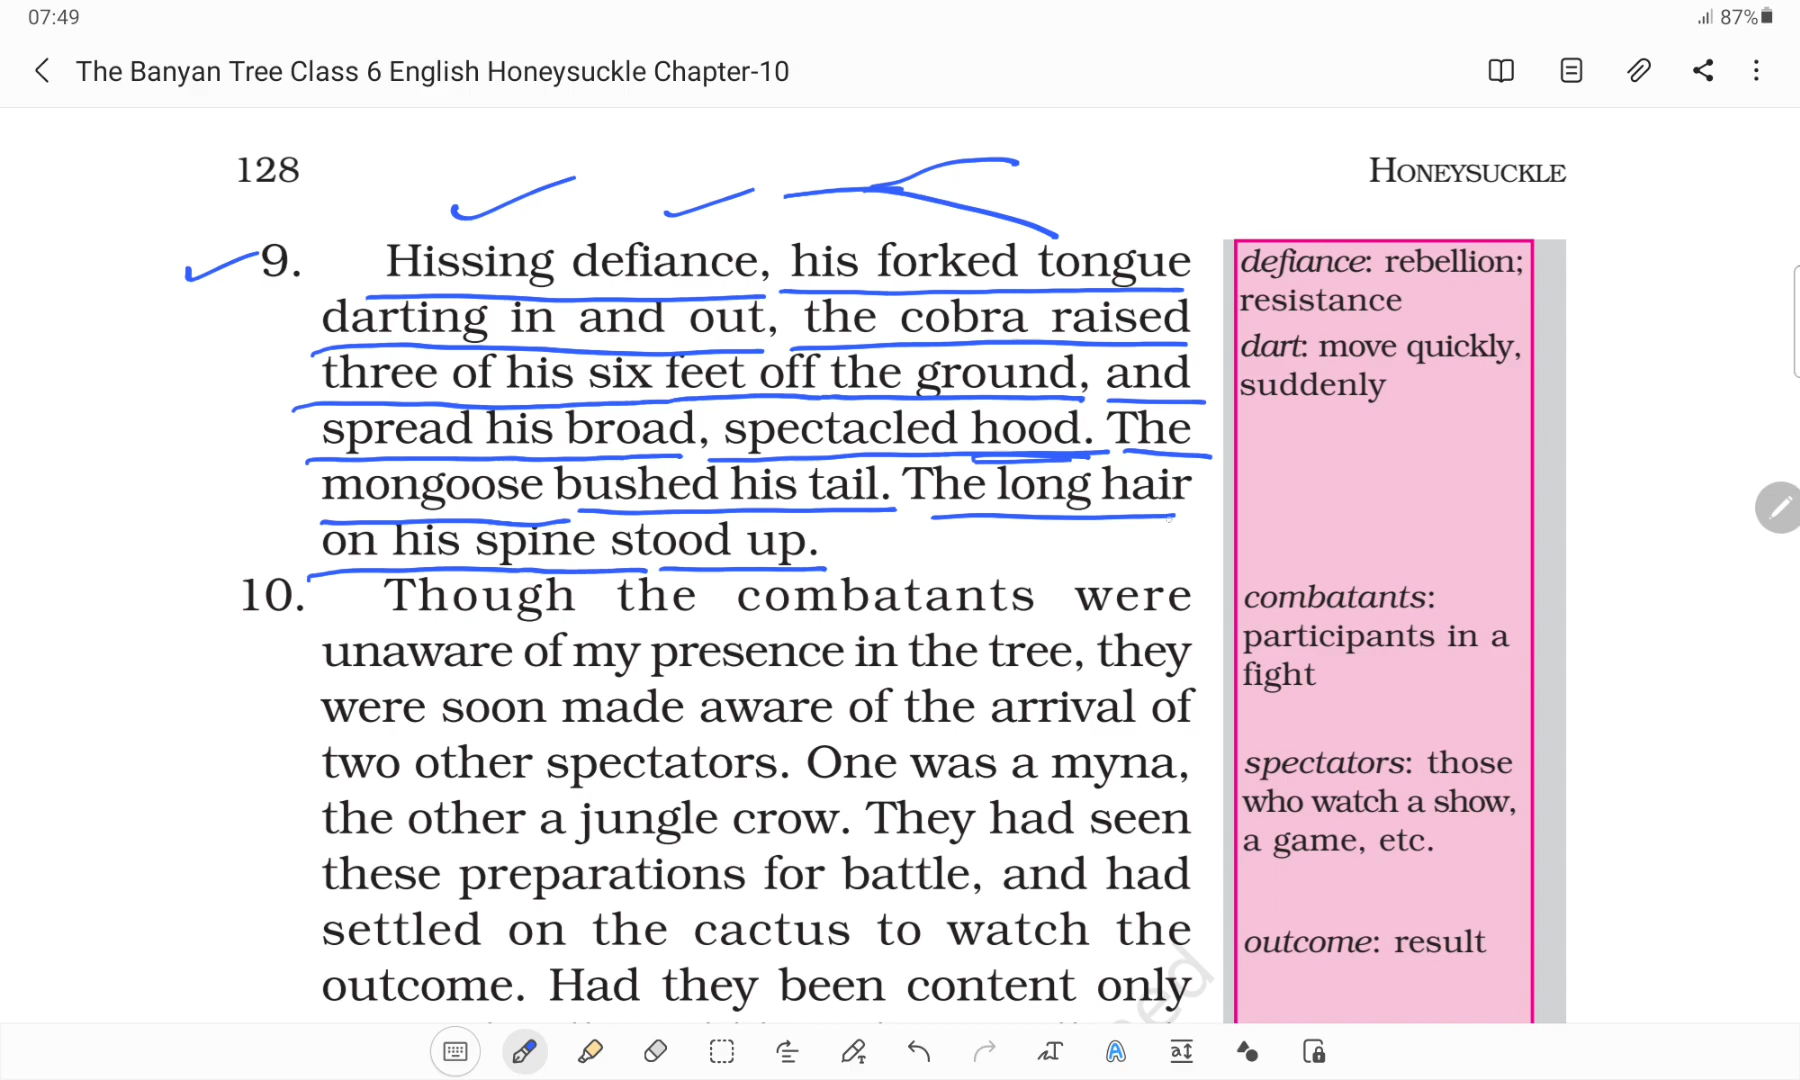 07:49
87%
The Banyan Tree Class 6 English Honeysuckle Chapter-10
128
HONEYSUCKLE
9. Hissing defiance, his forked tongue
darting in and out, the cobra raised
three of his six feet off the ground, and
spread his broad, spectacled hood. The
mongoose bushed his tail. The long hair
on his spine stood up.
10. Though the combatants were
unaware of my presence in the tree, they
were soon made aware of the arrival of
two other spectators. One was a myna,
the other a jungle crow. They had seen
these preparations for battle, and had
settled on the cactus to watch the
outcome. Had they been content only
defiance: rebellion;
resistance
dart: move quickly,
suddenly
combatants:
participants in a
fight
spectators: those
who watch a show,
a game, etc.
outcome: result